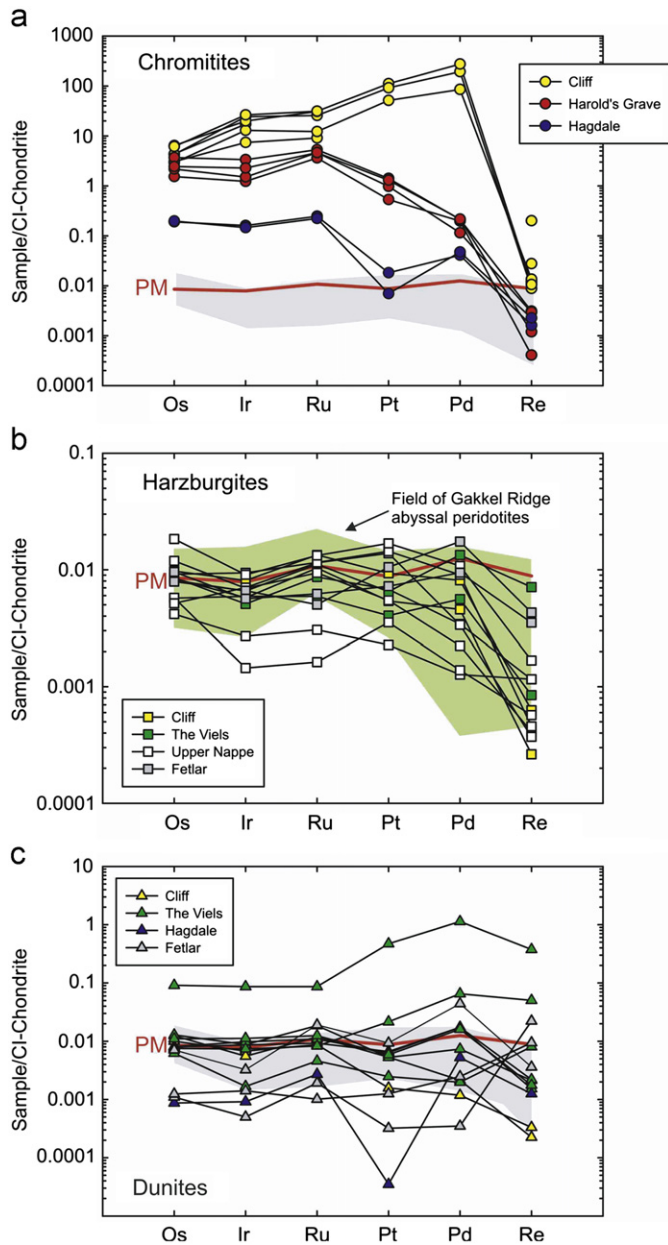 a
Chromitites
Cliff
Harold's Grave
Hagdale
1000
100
10
1
0.1
0.01
0.001
0.0001
Sample/CI-Chondrite
PM
Os Ir Ru Pt Pd Re
b
Harzburgites
Field of Gakkel Ridge
abyssal peridotites
0.1
0.01
0.001
0.0001
Sample/CI-Chondrite
PM
Cliff
The Viels
Upper Nappe
Fetlar
Os Ir Ru Pt Pd Re
c
Cliff
The Viels
Hagdale
Fetlar
10
1
0.1
0.01
0.001
0.0001
Sample/CI-Chondrite
PM
Dunites
Os Ir Ru Pt Pd Re